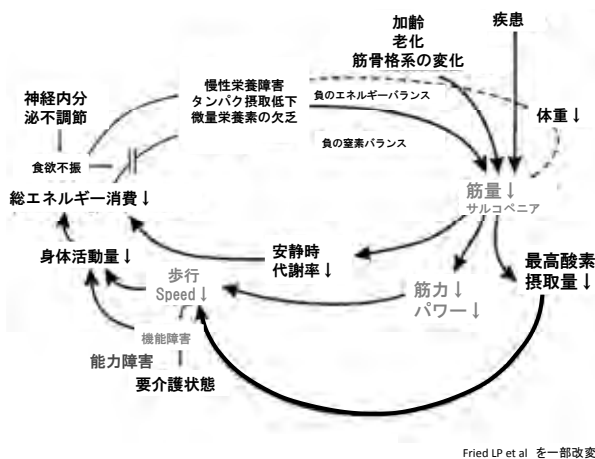 加齢
老化
筋骨格系の変化
疾患
慢性栄養障害
タンパク摂取低下
微量栄養素の欠乏
負のエネルギーバランス
神経内分
泌不調節
体重↓
負の窒素バランス
食欲不振
総エネルギー消費↓
筋量↓
サルコペニア
身体活動量↓
安静時
代謝率↓
歩行
Speed↓
筋力↓
パワー↓
最高酸素
摂取量↓
機能障害
能力障害
要介護状態
Fried LP et al を一部改変